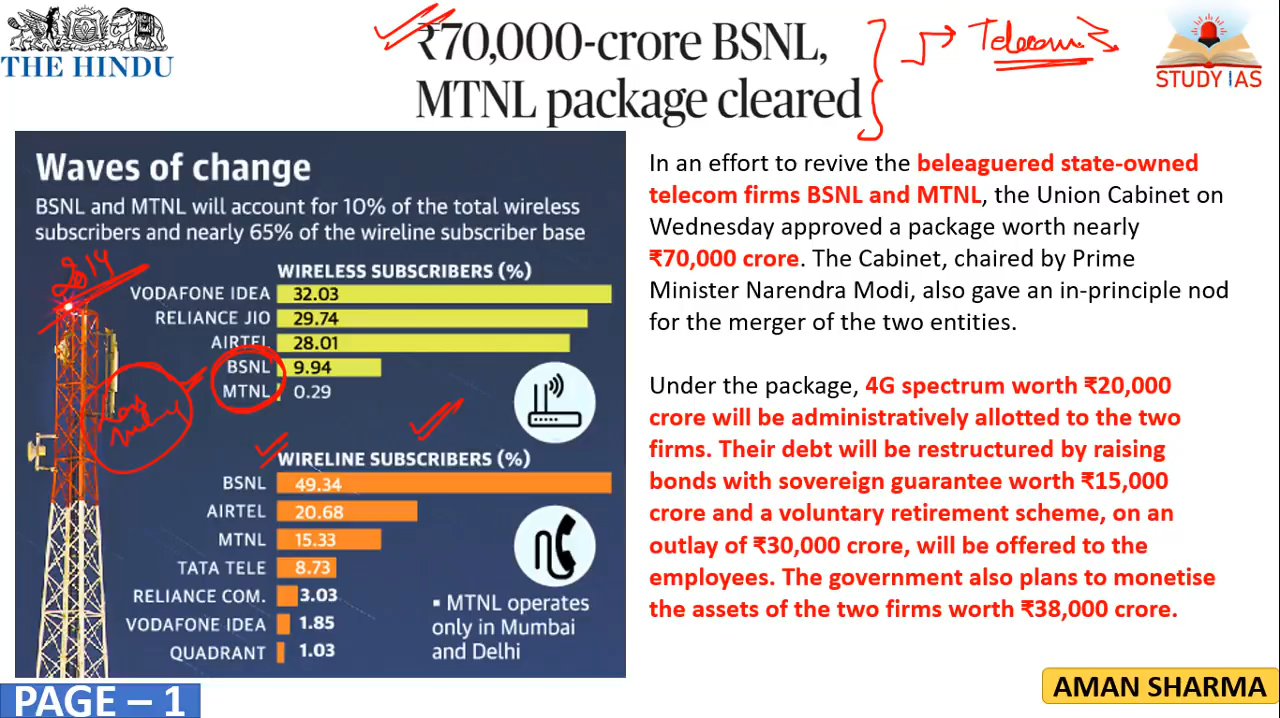 THE HINDU
₹70,000-crore BSNL,
MTNL package cleared
Telecom
STUDY IAS
Waves of change
BSNL and MTNL will account for 10% of the total wireless
subscribers and nearly 65% of the wireline subscriber base
2014
WIRELESS SUBSCRIBERS (%)
VODAFONE IDEA 32.03
RELIANCE JIO 29.74
AIRTEL 28.01
BSNL 9.94
MTNL 0.29
WIRELINE SUBSCRIBERS (%)
BSNL 49.34
AIRTEL 20.68
MTNL 15.33
TATA TELE 8.73
RELIANCE COM. 3.03
VODAFONE IDEA 1.85
QUADRANT 1.03
▪ MTNL operates
only in Mumbai
and Delhi
In an effort to revive the beleaguered state-owned
telecom firms BSNL and MTNL, the Union Cabinet on
Wednesday approved a package worth nearly
₹70,000 crore. The Cabinet, chaired by Prime
Minister Narendra Modi, also gave an in-principle nod
for the merger of the two entities.
Under the package, 4G spectrum worth ₹20,000
crore will be administratively allotted to the two
firms. Their debt will be restructured by raising
bonds with sovereign guarantee worth ₹15,000
crore and a voluntary retirement scheme, on an
outlay of ₹30,000 crore, will be offered to the
employees. The government also plans to monetise
the assets of the two firms worth ₹38,000 crore.
PAGE – 1
AMAN SHARMA